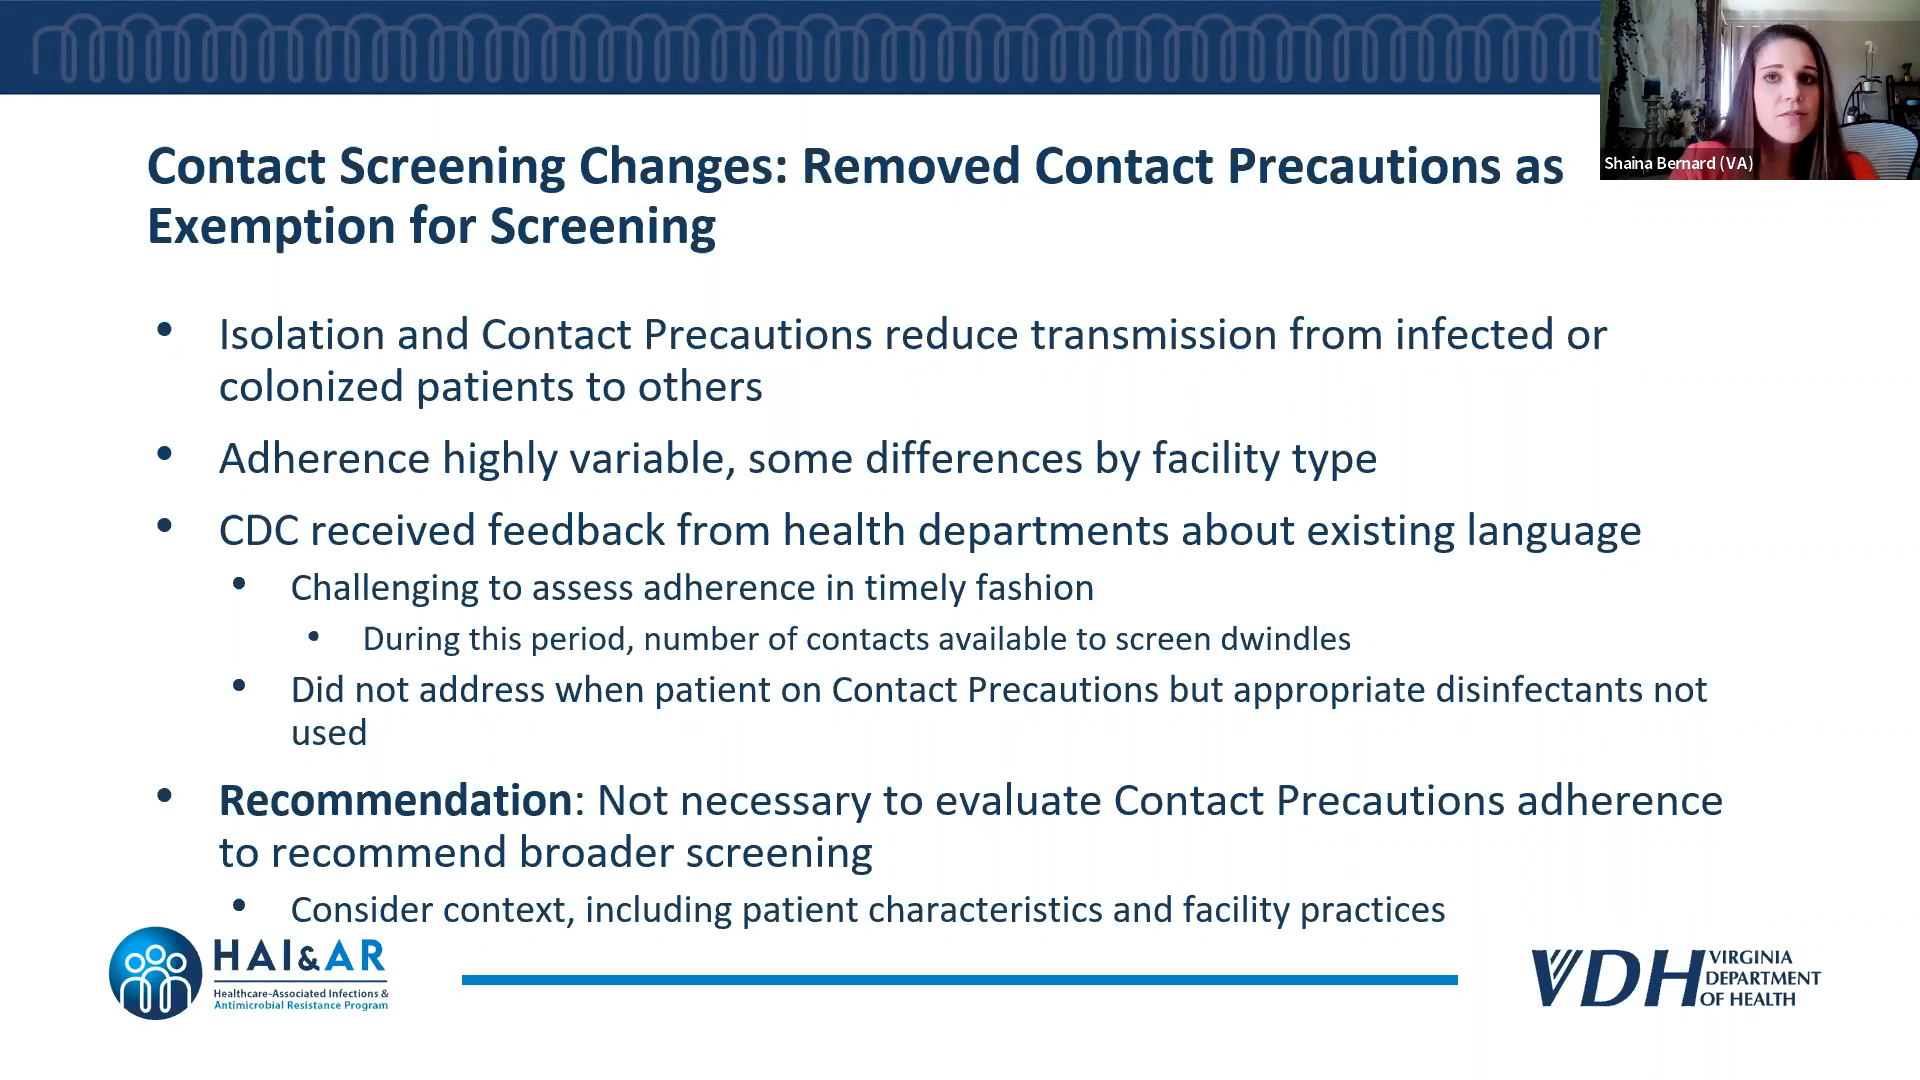 Shaina Bernard (VA)
Contact Screening Changes: Removed Contact Precautions as
Exemption for Screening
• Isolation and Contact Precautions reduce transmission from infected or
colonized patients to others
• Adherence highly variable, some differences by facility type
• CDC received feedback from health departments about existing language
• Challenging to assess adherence in timely fashion
• During this period, number of contacts available to screen dwindles
• Did not address when patient on Contact Precautions but appropriate disinfectants not
used
• Recommendation: Not necessary to evaluate Contact Precautions adherence
to recommend broader screening
• Consider context, including patient characteristics and facility practices
HAI&AR
Healthcare-Associated Infections &
Antimicrobial Resistance Program
VDH VIRGINIA
DEPARTMENT
OF HEALTH